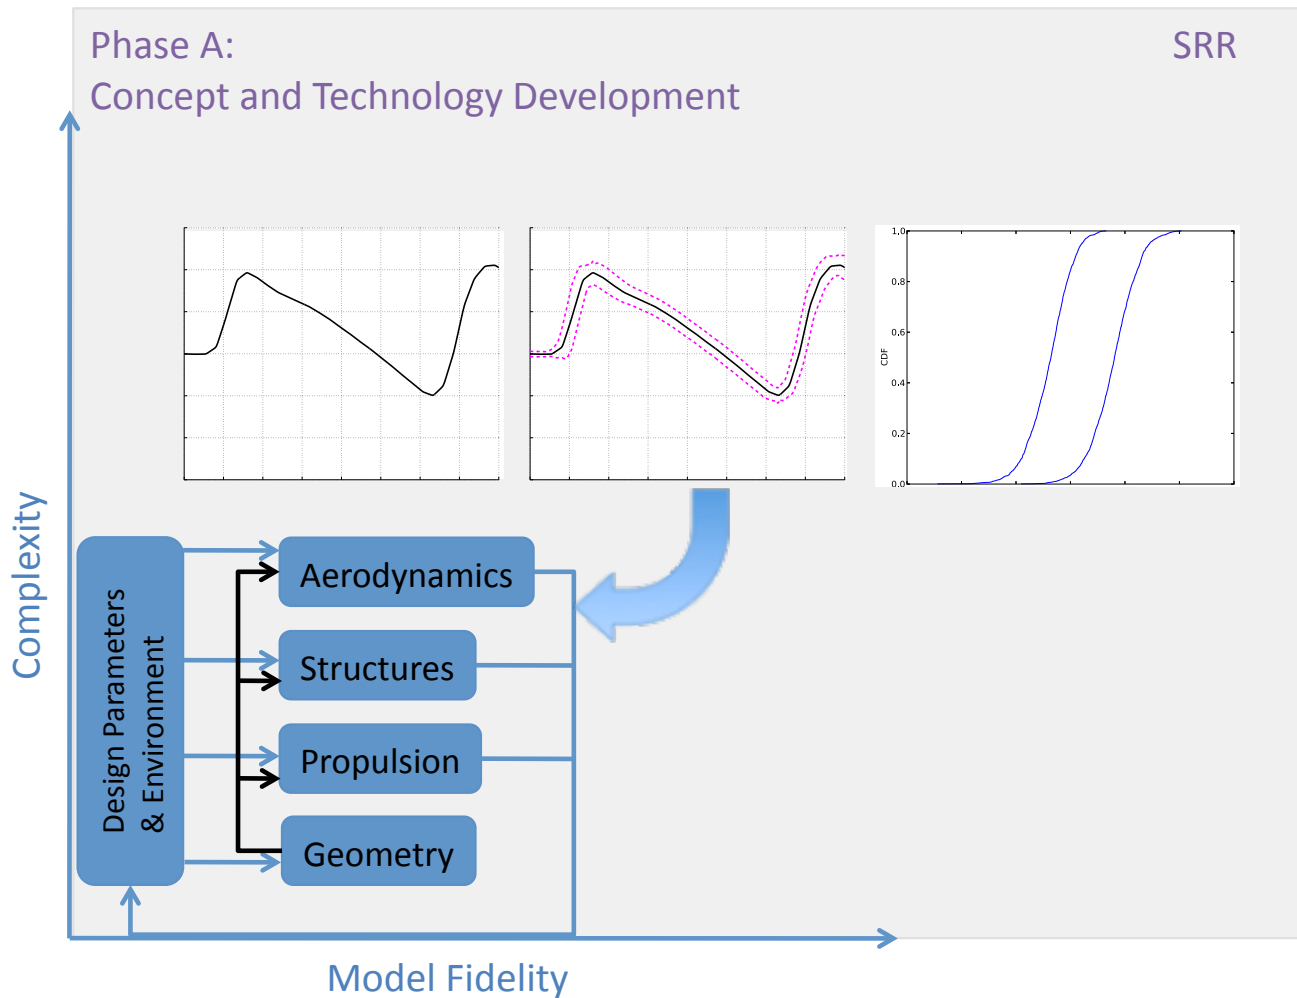 Phase A:
SRR
Concept and Technology Development
1.0
0.8
0.6
CDF
0.4
0.2
0.0
Complexity
Design Parameters
& Environment
Aerodynamics
Structures
Propulsion
Geometry
Model Fidelity